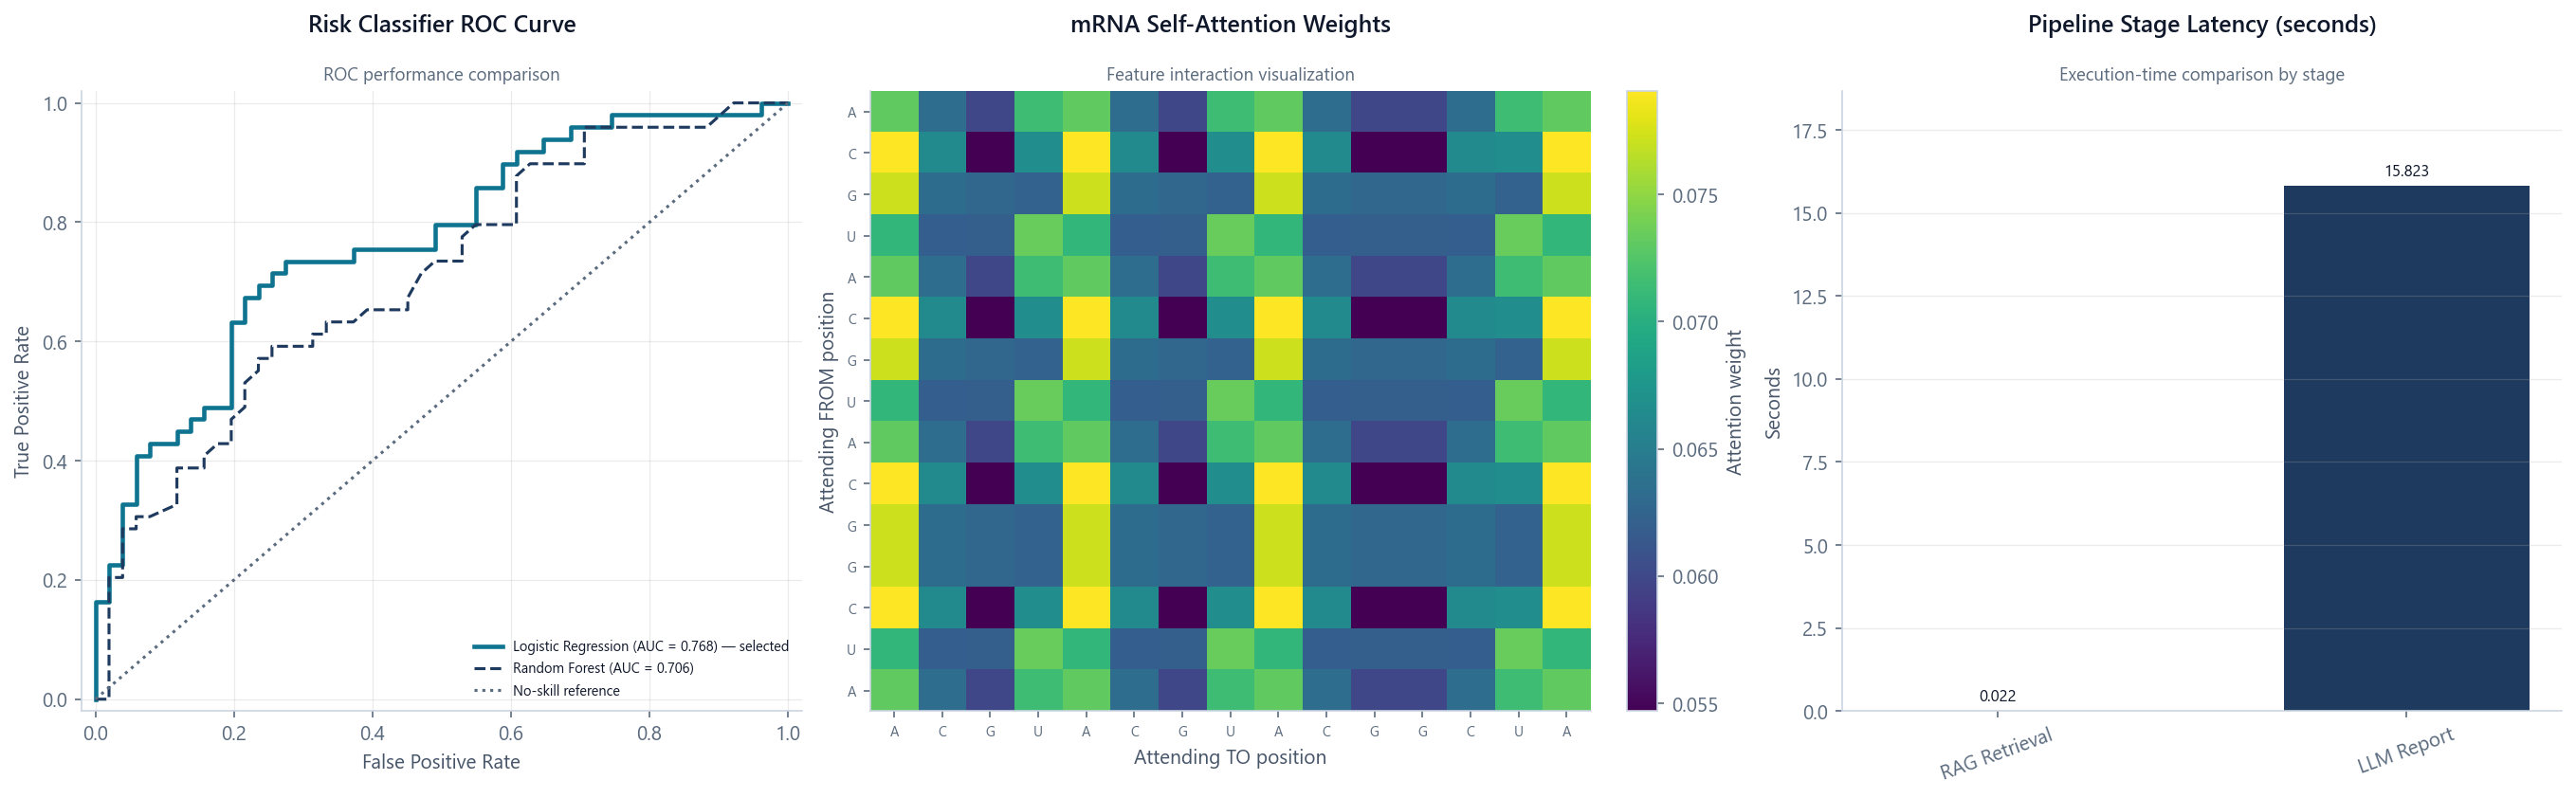 Risk Classifier ROC Curve
ROC performance comparison
1.0
0.8
0.6
0.4
0.2
0.0
True Positive Rate
Logistic Regression (AUC = 0.768) — selected
Random Forest (AUC = 0.706)
No-skill reference
0.0 0.2 0.4 0.6 0.8 1.0
False Positive Rate
mRNA Self-Attention Weights
Feature interaction visualization
Attending FROM position
A
C
G
U
A
C
G
U
A
C
G
G
C
U
A
A C G U A C G U A C G G C U A
Attending TO position
0.075
0.070
0.065
0.060
0.055
Attention weight
Pipeline Stage Latency (seconds)
Execution-time comparison by stage
Seconds
17.5
15.0
12.5
10.0
7.5
5.0
2.5
0.0
0.022
15.823
RAG Retrieval
LLM Report